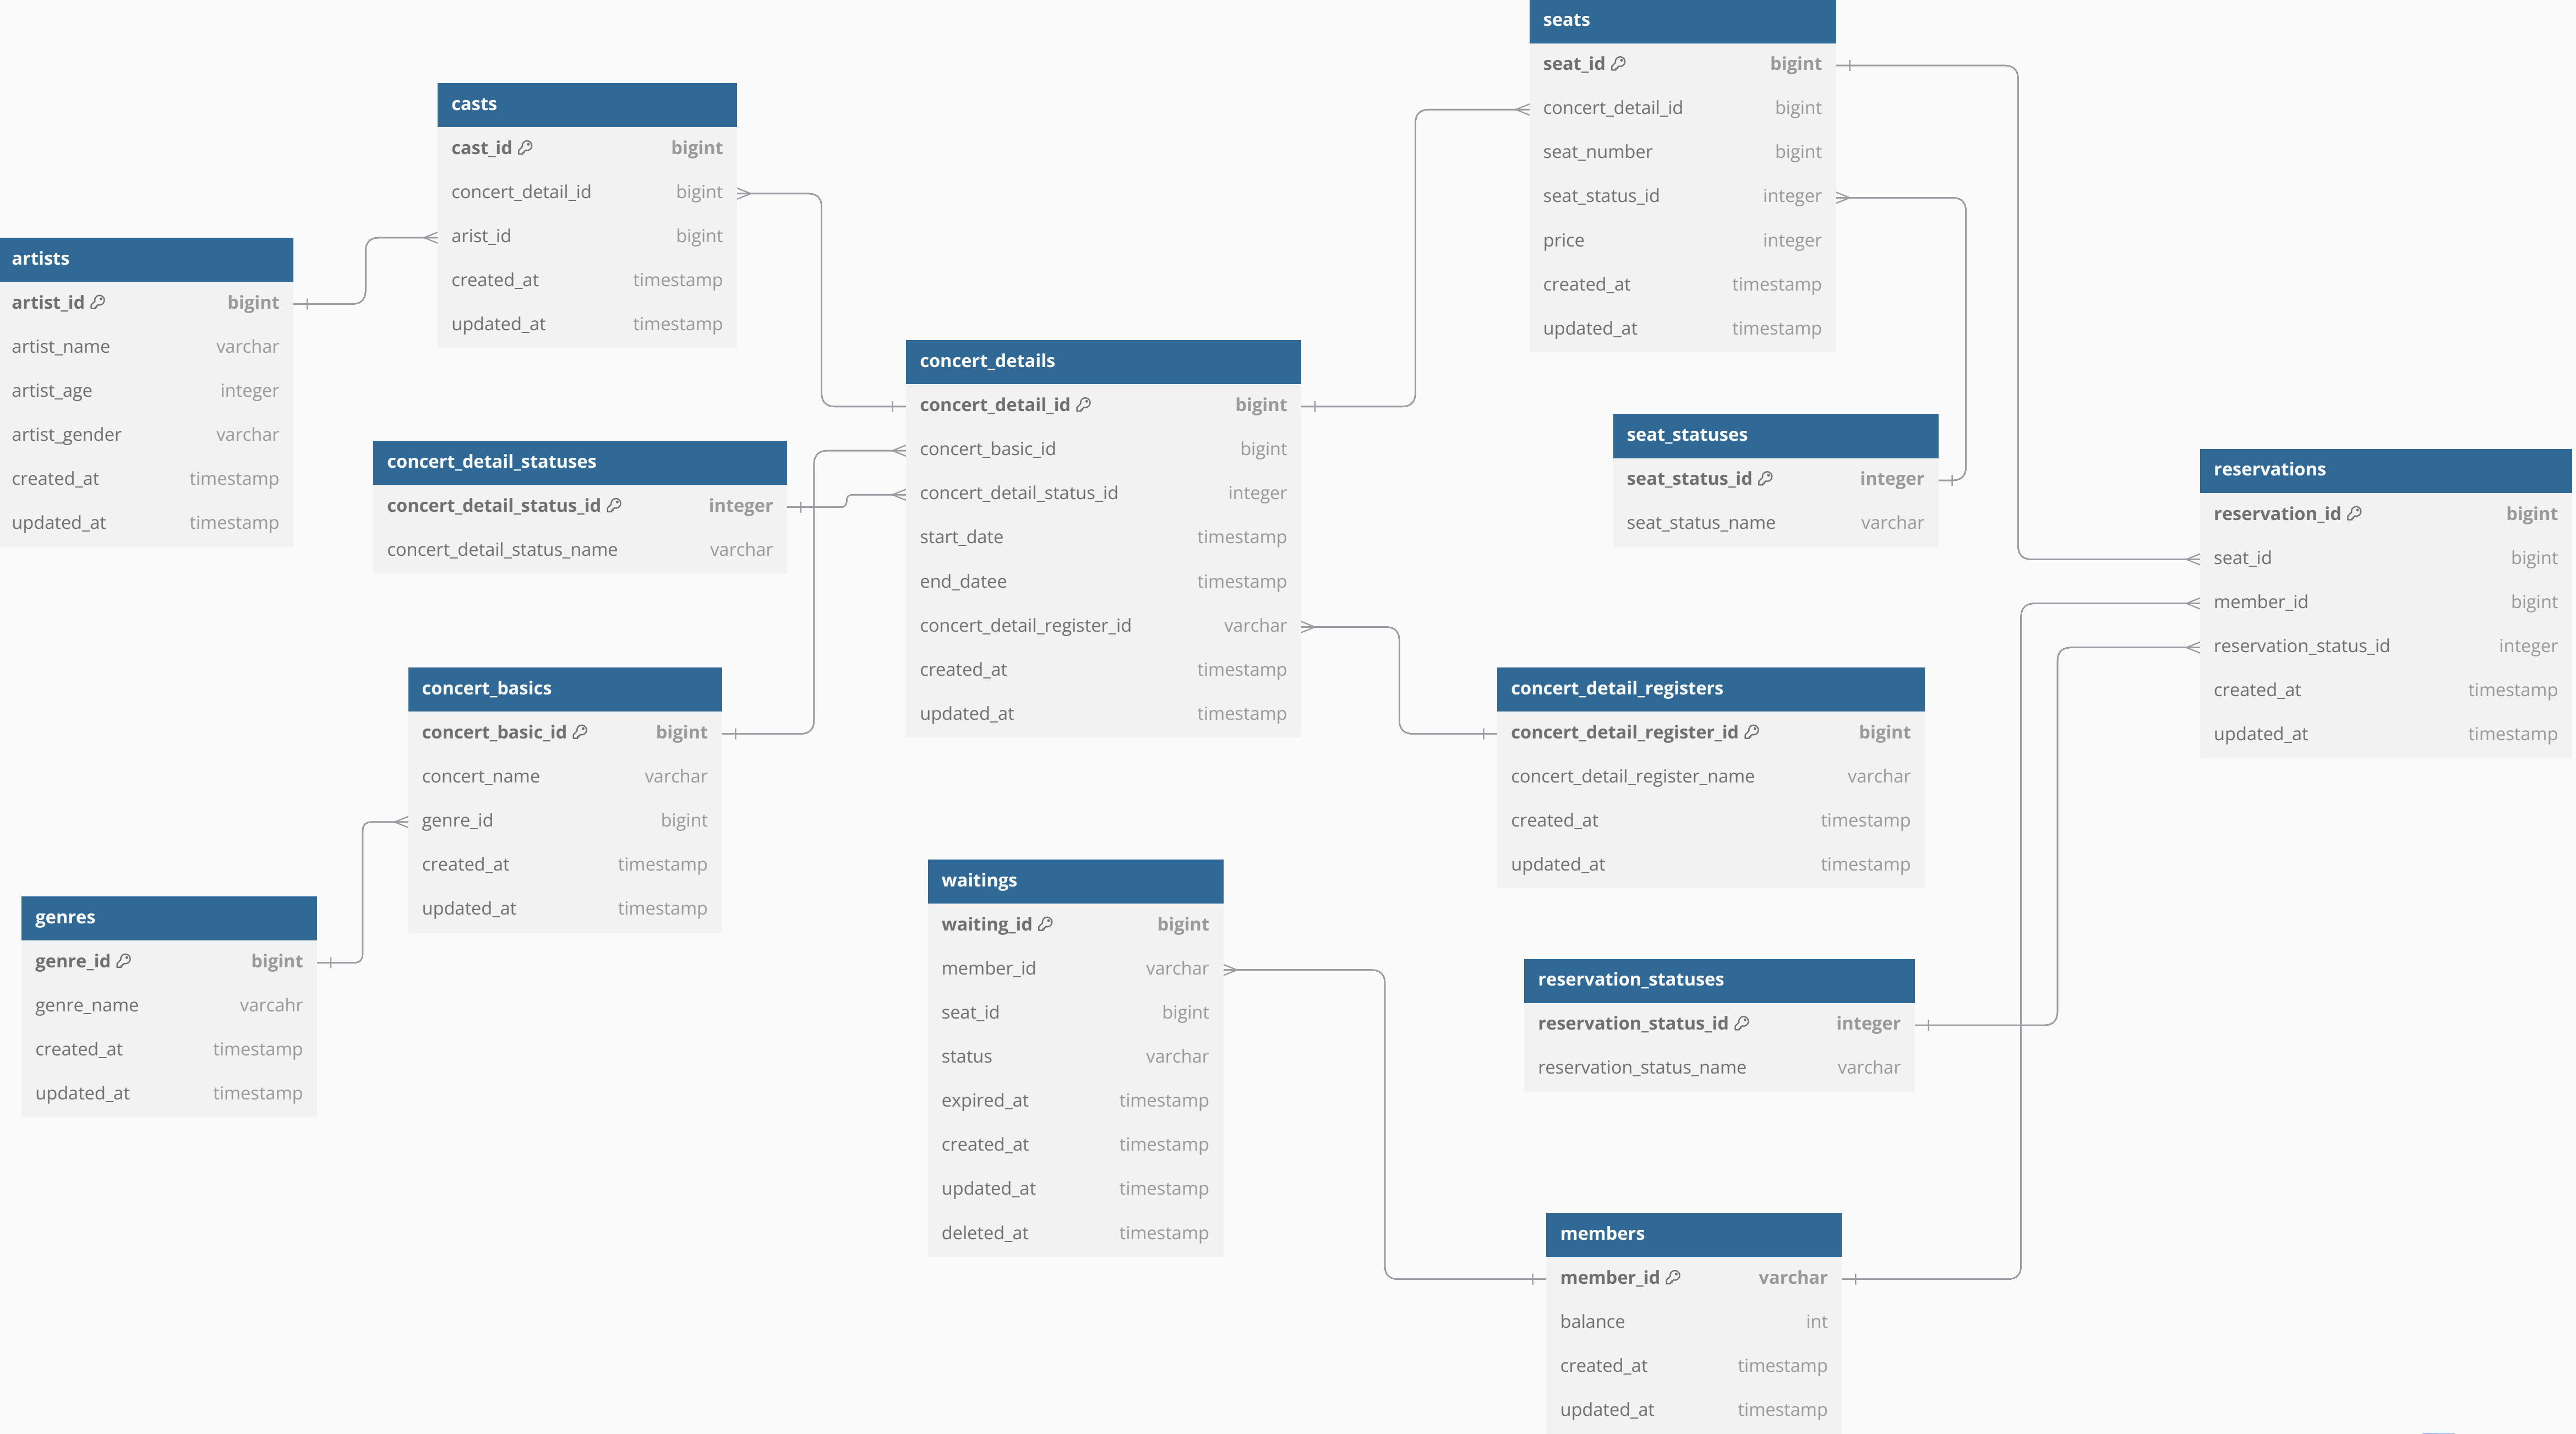 seats
seat_id bigint
concert_detail_id bigint
seat_number bigint
seat_status_id integer
price integer
created_at timestamp
updated_at timestamp
casts
cast_id bigint
concert_detail_id bigint
arist_id bigint
created_at timestamp
updated_at timestamp
artists
artist_id bigint
artist_name varchar
artist_age integer
artist_gender varchar
created_at timestamp
updated_at timestamp
concert_details
concert_detail_id bigint
concert_basic_id bigint
concert_detail_status_id integer
start_date timestamp
end_datee timestamp
concert_detail_register_id varchar
created_at timestamp
updated_at timestamp
concert_detail_statuses
concert_detail_status_id integer
concert_detail_status_name varchar
seat_statuses
seat_status_id integer
seat_status_name varchar
reservations
reservation_id bigint
seat_id bigint
member_id bigint
reservation_status_id integer
created_at timestamp
updated_at timestamp
concert_basics
concert_basic_id bigint
concert_name varchar
genre_id bigint
created_at timestamp
updated_at timestamp
concert_detail_registers
concert_detail_register_id bigint
concert_detail_register_name varchar
created_at timestamp
updated_at timestamp
genres
genre_id bigint
genre_name varcahr
created_at timestamp
updated_at timestamp
waitings
waiting_id bigint
member_id varchar
seat_id bigint
status varchar
expired_at timestamp
created_at timestamp
updated_at timestamp
deleted_at timestamp
reservation_statuses
reservation_status_id integer
reservation_status_name varchar
members
member_id varchar
balance int
created_at timestamp
updated_at timestamp